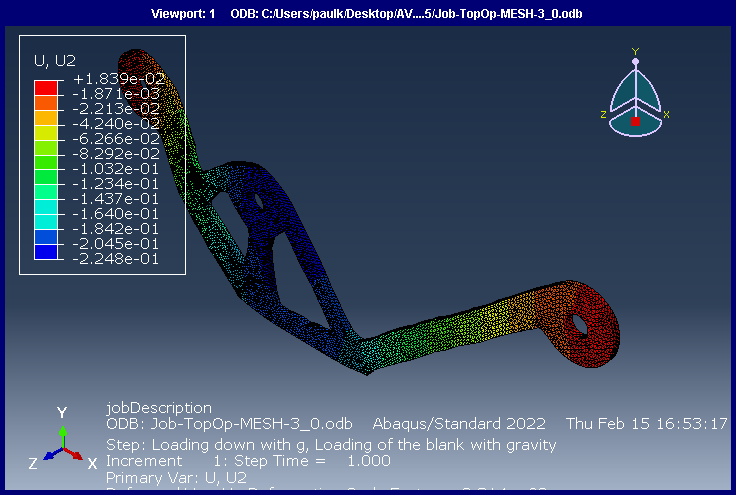 Viewport: 1 ODB: C:/Users/paulk/Desktop/AV....5/Job-TopOp-MESH-3_0.odb
U, U2
+1.839e-02
-1.871e-03
-2.213e-02
-4.240e-02
-6.266e-02
-8.292e-02
-1.032e-01
-1.234e-01
-1.437e-01
-1.640e-01
-1.842e-01
-2.045e-01
-2.248e-01
Y
Z X
Y
Z X
jobDescription
ODB: Job-TopOp-MESH-3_0.odb Abaqus/Standard 2022 Thu Feb 15 16:53:17
Step: Loading down with g, Loading of the blank with gravity
Increment 1: Step Time = 1.000
Primary Var: U, U2